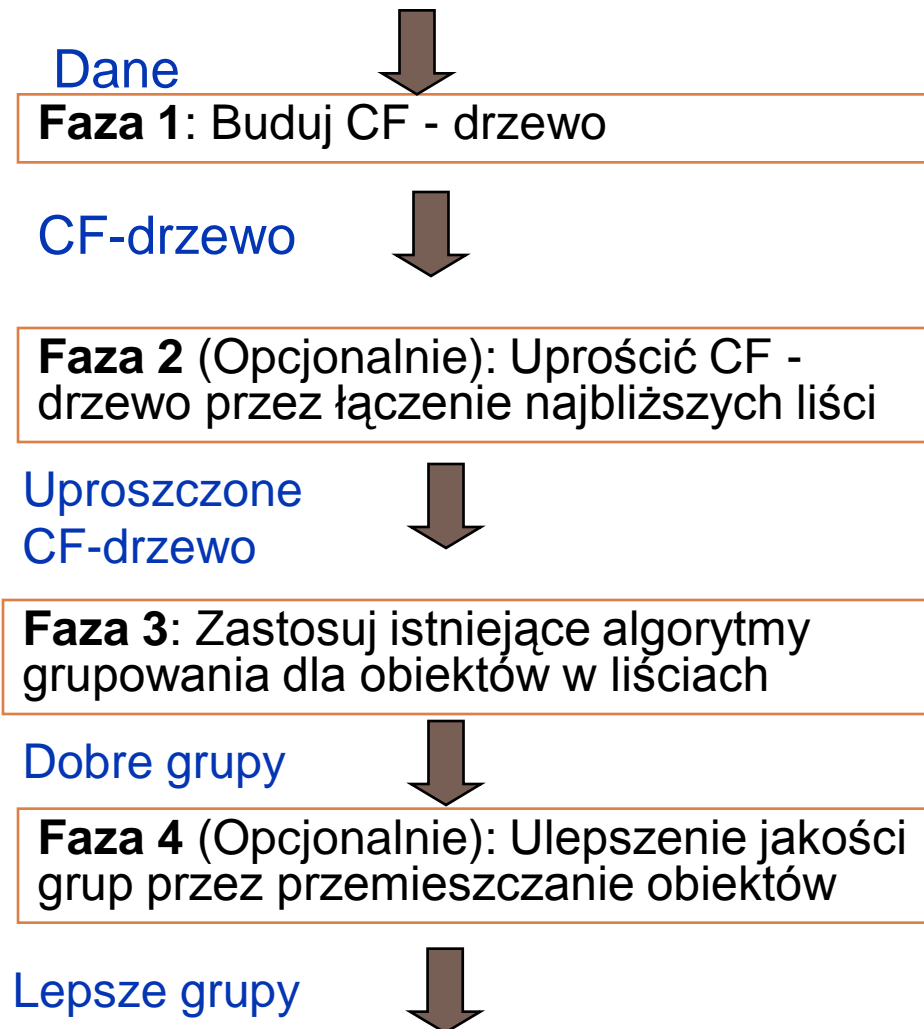 Dane
Faza 1: Buduj CF - drzewo
CF-drzewo
Faza 2 (Opcjonalnie): Uprościć CF -
drzewo przez łączenie najbliższych liści
Uproszczone
CF-drzewo
Faza 3: Zastosuj istniejące algorytmy
grupowania dla obiektów w liściach
Dobre grupy
Faza 4 (Opcjonalnie): Ulepszenie jakości
grup przez przemieszczanie obiektów
Lepsze grupy